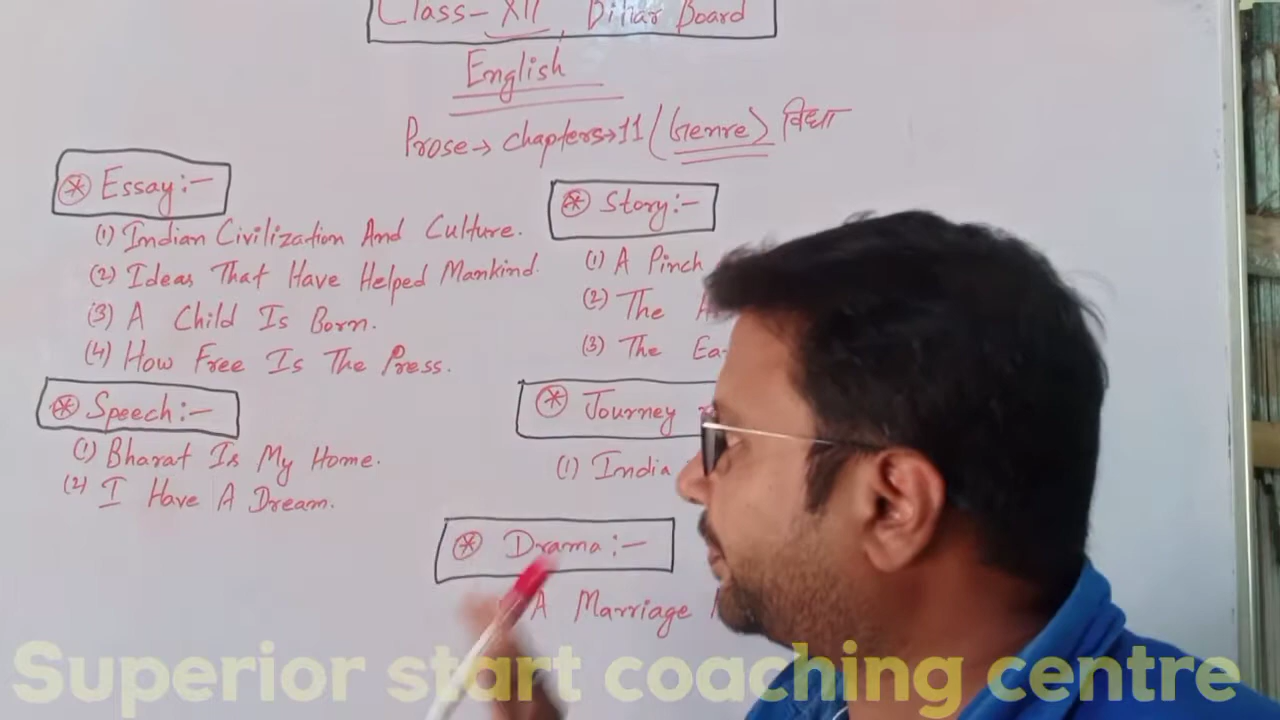 Class- XII Bihar Board
English
Prose → chapters → 11 (Genre) विधा
* Essay:-
(1) Indian Civilization And Culture.
(2) Ideas That Have Helped Mankind.
(3) A Child Is Born.
(4) How Free Is The Press.
* Speech:-
(1) Bharat Is My Home.
(2) I Have A Dream.
* Story:-
(1) A Pinch
(2) The
(3) The
* Journey
(1) India
* Drama:-
A Marriage
Superior start coaching centre